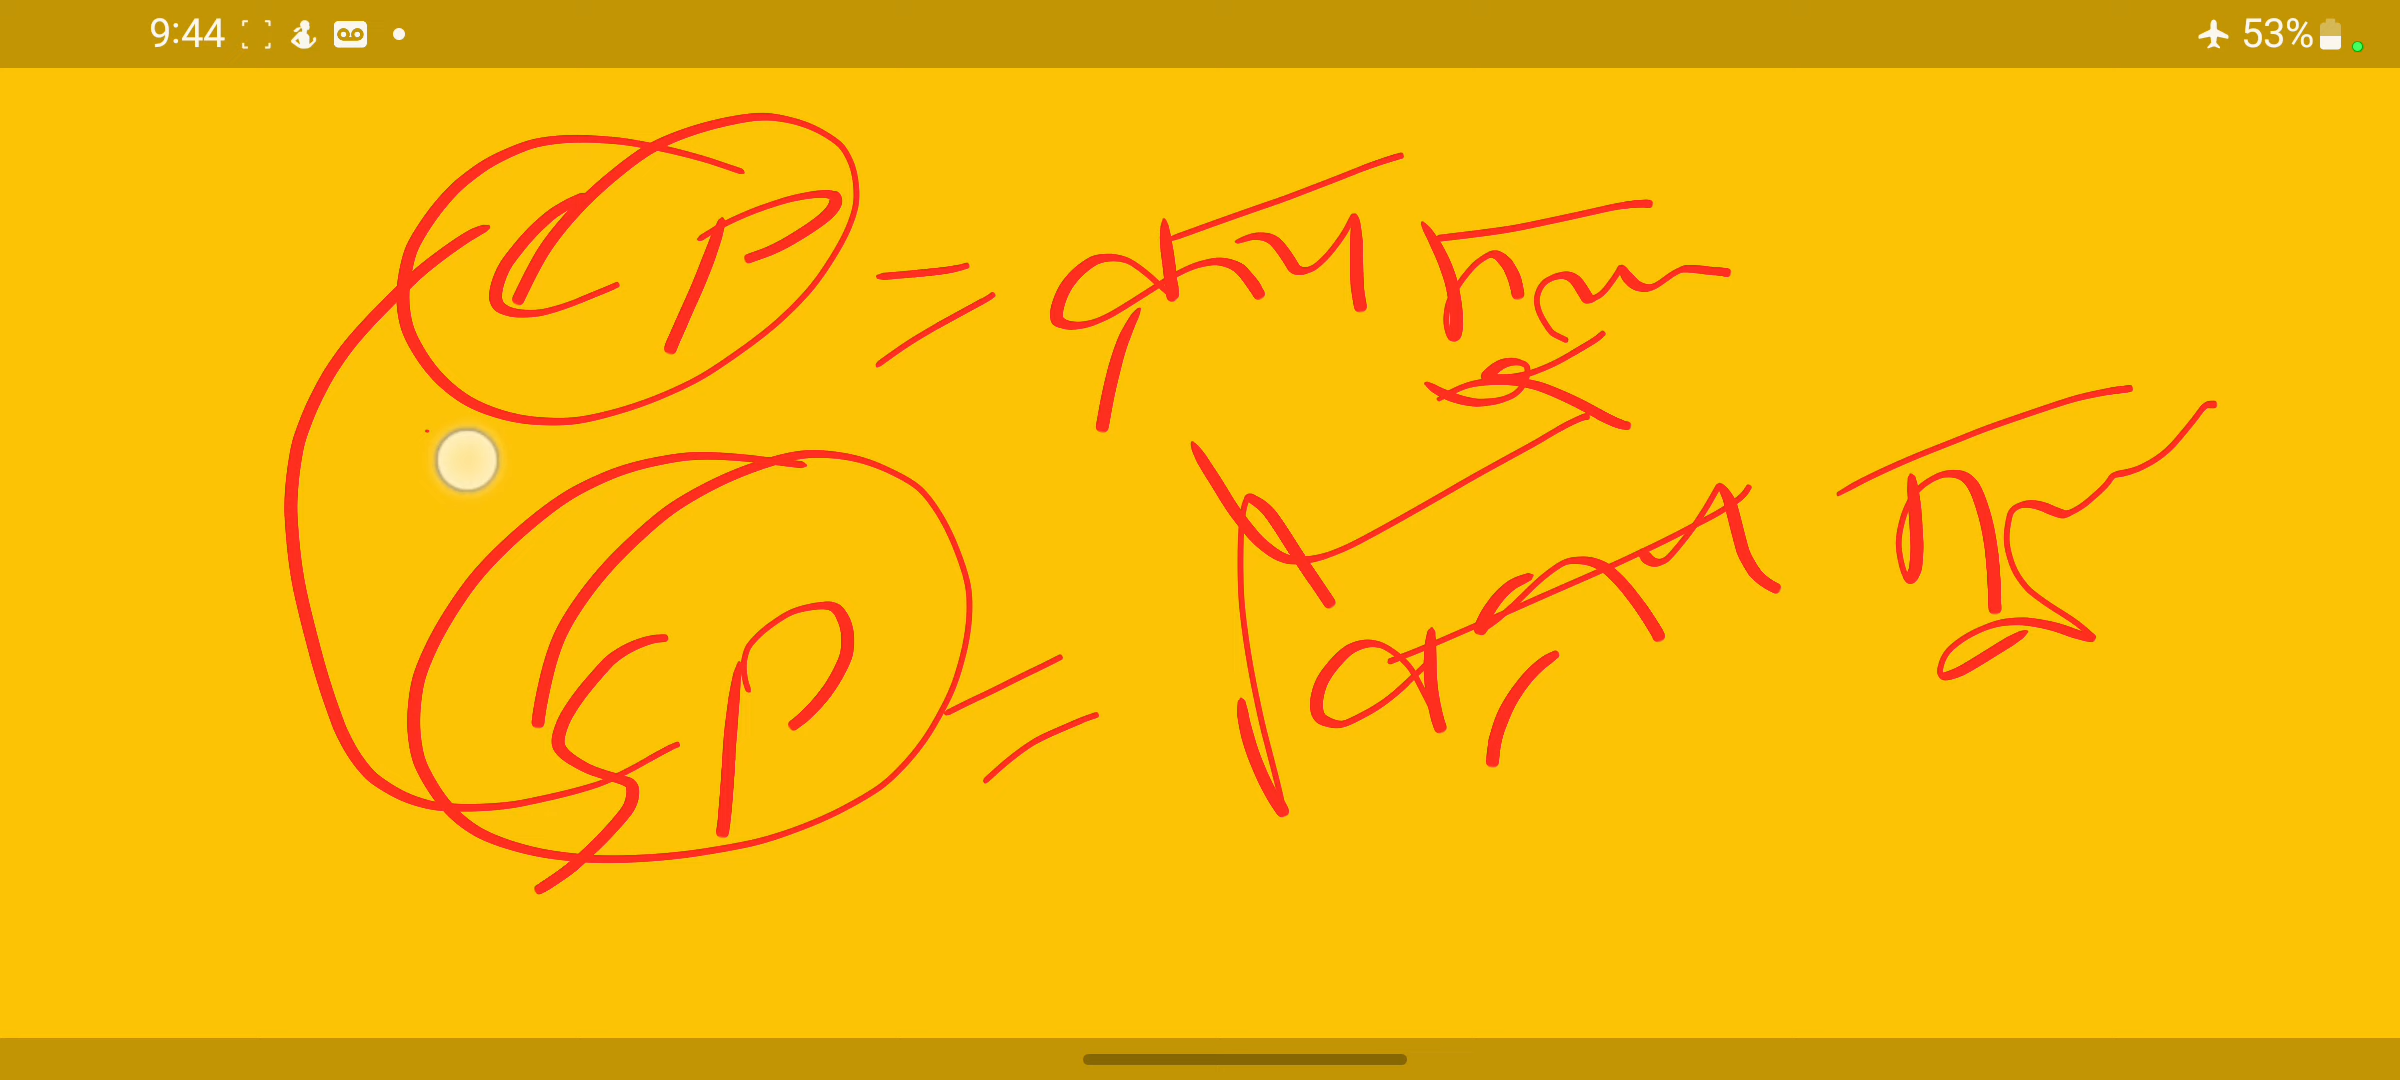 9:44 53%
CP = क्रय मूल्य
SP = विक्रय मूल्य